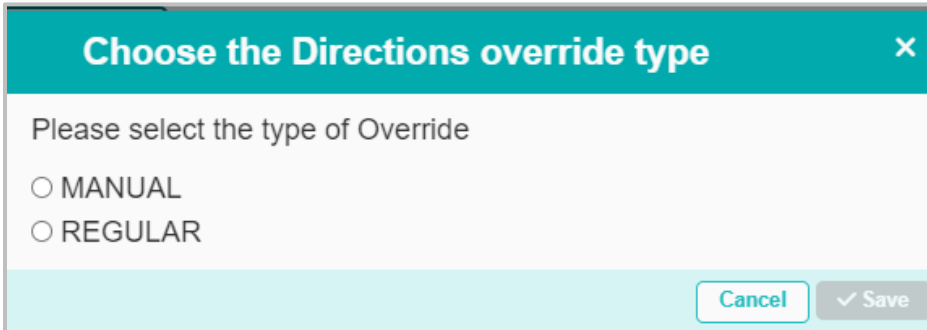 Choose the Directions override type ×
Please select the type of Override
MANUAL
REGULAR
Cancel ✓ Save